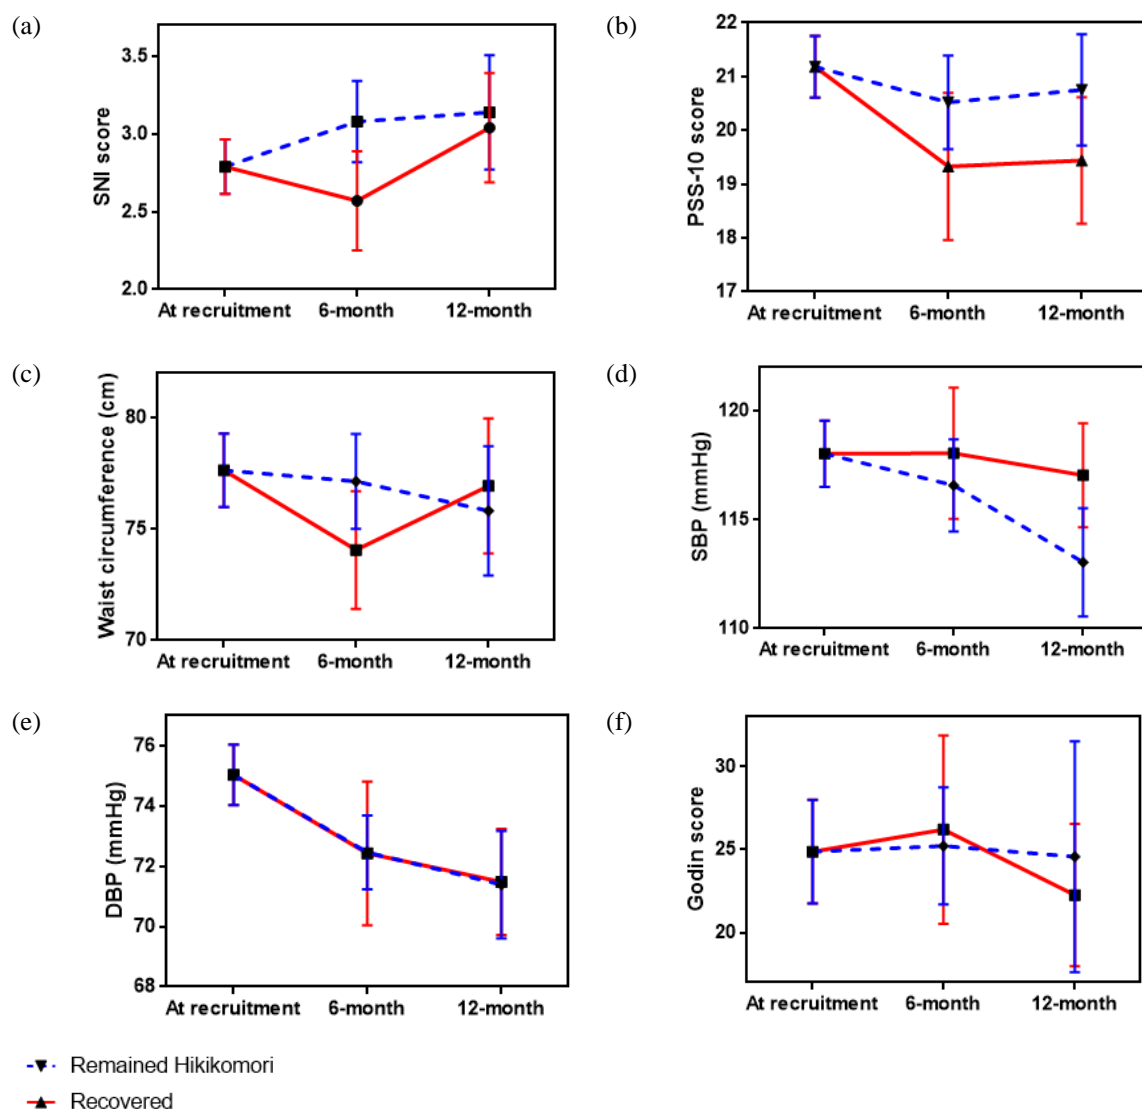 (a)
SNI score
3.5
3.0
2.5
2.0
At recruitment 6-month 12-month
(b)
PSS-10 score
22
21
20
19
18
17
At recruitment 6-month 12-month
(c)
Waist circumference (cm)
80
75
70
At recruitment 6-month 12-month
(d)
SBP (mmHg)
120
115
110
At recruitment 6-month 12-month
(e)
DBP (mmHg)
76
74
72
70
68
At recruitment 6-month 12-month
(f)
Godin score
30
25
20
At recruitment 6-month 12-month
Remained Hikikomori
Recovered